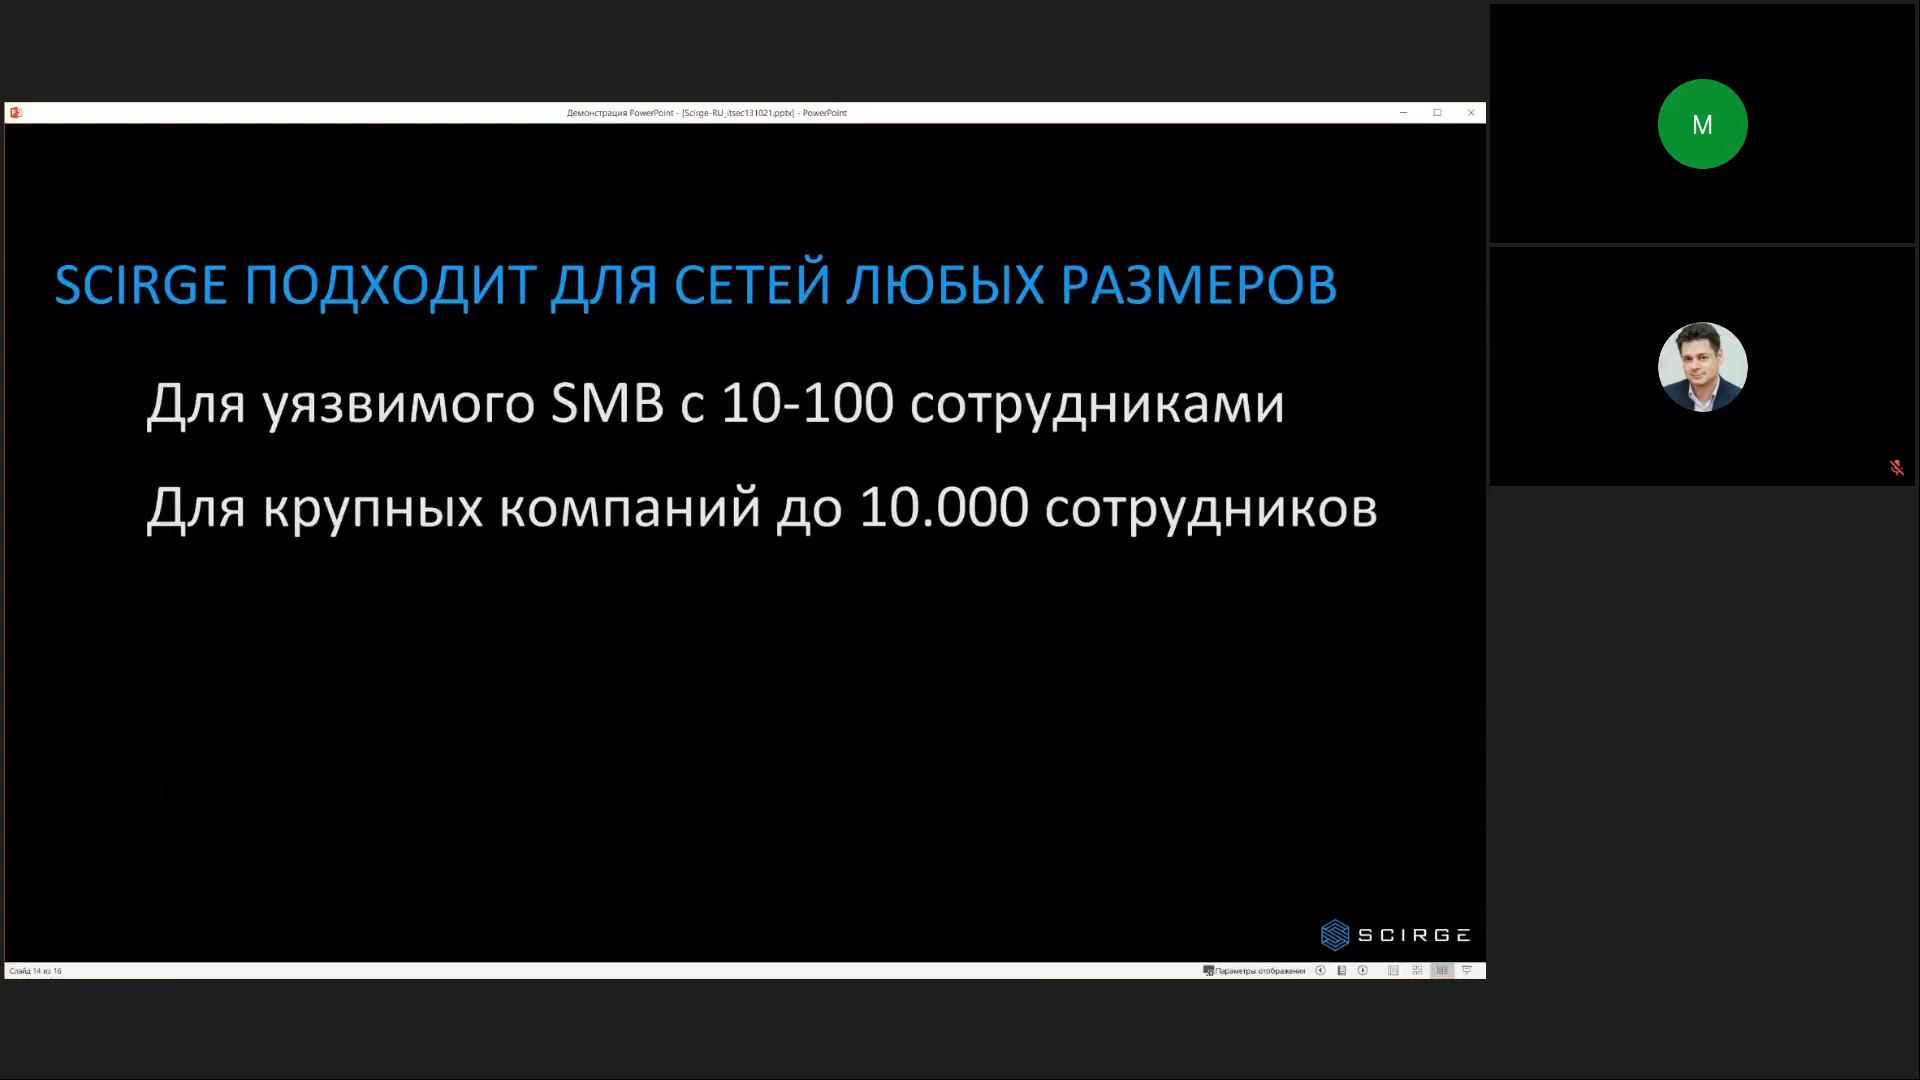 Демонстрация PowerPoint - [Scirge-RU_itsec131021.pptx] - PowerPoint
M
SCIRGE ПОДХОДИТ ДЛЯ СЕТЕЙ ЛЮБЫХ РАЗМЕРОВ
Для уязвимого SMB с 10-100 сотрудниками
Для крупных компаний до 10.000 сотрудников
SCIRGE
Слайд 14 из 16
Параметры отображения